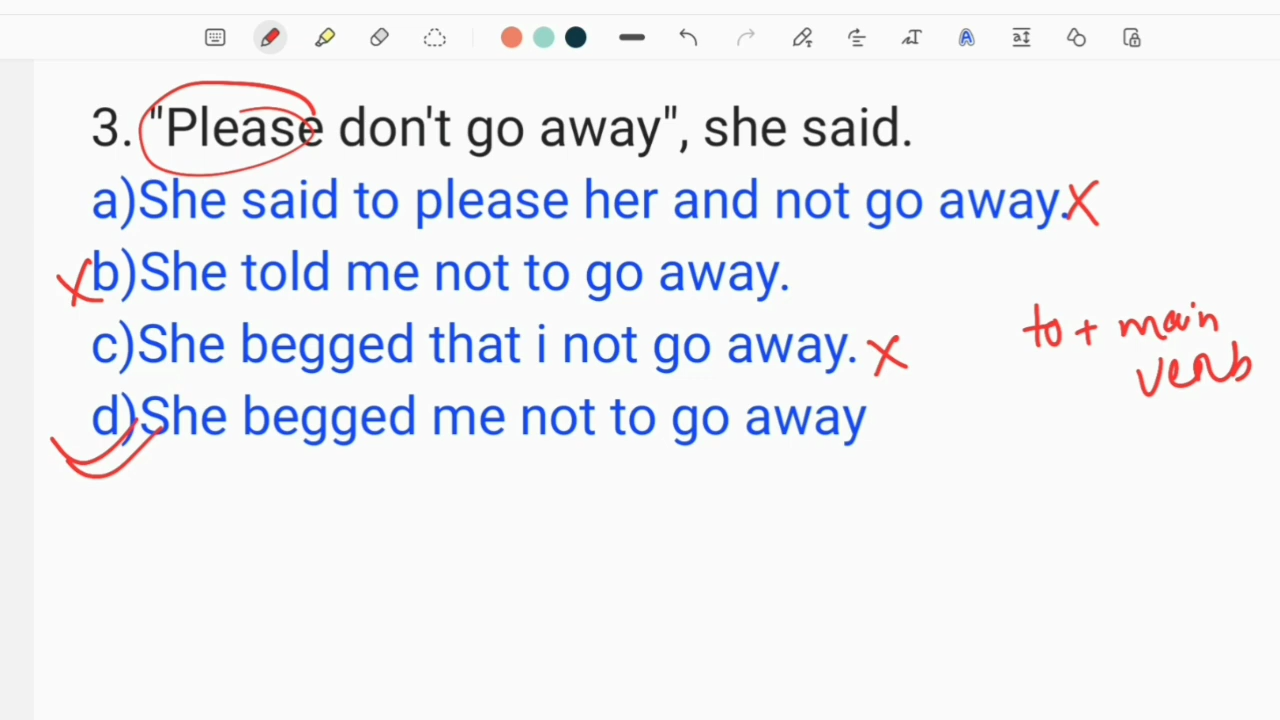 3. "Please don't go away", she said.
a)She said to please her and not go away.X
Xb)She told me not to go away.
c)She begged that i not go away. X
to + main
verb
d)She begged me not to go away